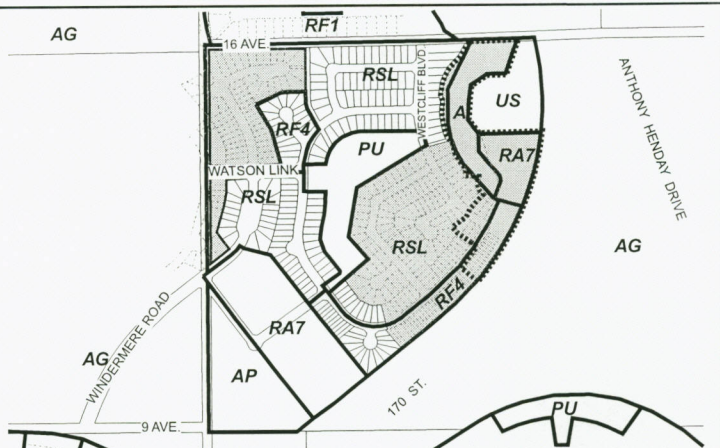 RF1
AG
16 AVE.
RSL
WESTCLIFF BLVD
A
US
ANTHONY HENDAY DRIVE
RF4
PU
RA7
WATSON LINK
RSL
RSL
AG
RF4
WINDERMERE ROAD
RA7
AG
AP
170 ST.
PU
9 AVE.